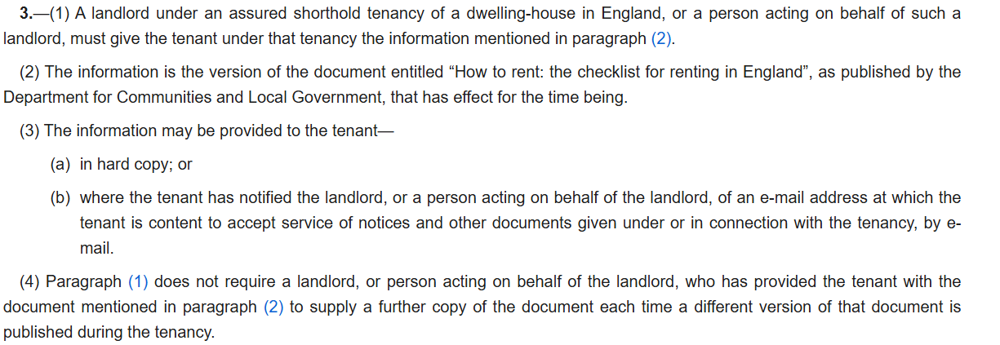 3.—(1) A landlord under an assured shorthold tenancy of a dwelling-house in England, or a person acting on behalf of such a
landlord, must give the tenant under that tenancy the information mentioned in paragraph (2).
(2) The information is the version of the document entitled “How to rent: the checklist for renting in England”, as published by the
Department for Communities and Local Government, that has effect for the time being.
(3) The information may be provided to the tenant—
(a) in hard copy; or
(b) where the tenant has notified the landlord, or a person acting on behalf of the landlord, of an e-mail address at which the
tenant is content to accept service of notices and other documents given under or in connection with the tenancy, by e-
mail.
(4) Paragraph (1) does not require a landlord, or person acting on behalf of the landlord, who has provided the tenant with the
document mentioned in paragraph (2) to supply a further copy of the document each time a different version of that document is
published during the tenancy.